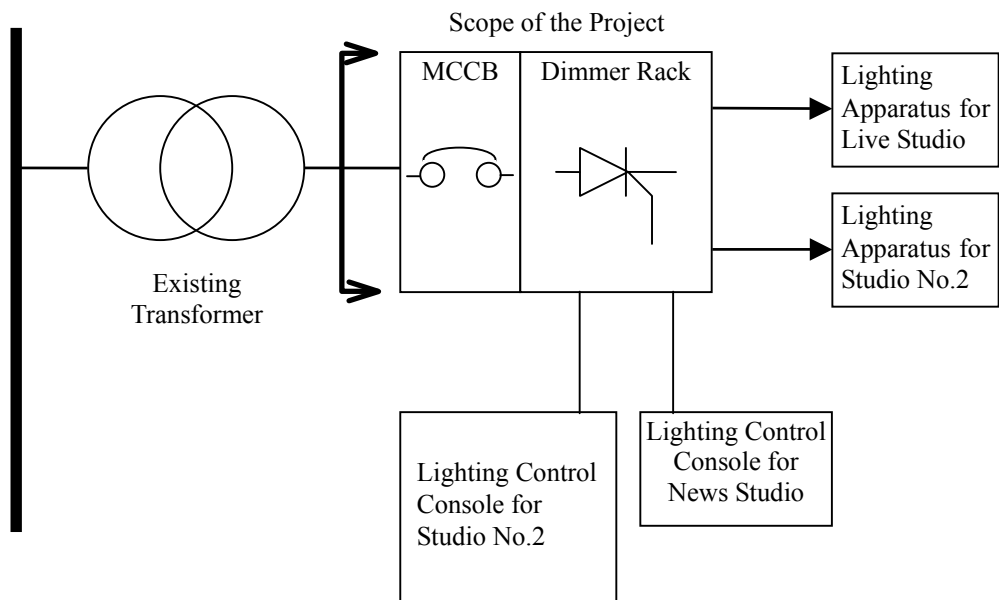 Scope of the Project
MCCB
Dimmer Rack
Lighting
Apparatus for
Live Studio
Lighting
Apparatus for
Studio No.2
Existing
Transformer
Lighting Control
Console for
Studio No.2
Lighting Control
Console for
News Studio